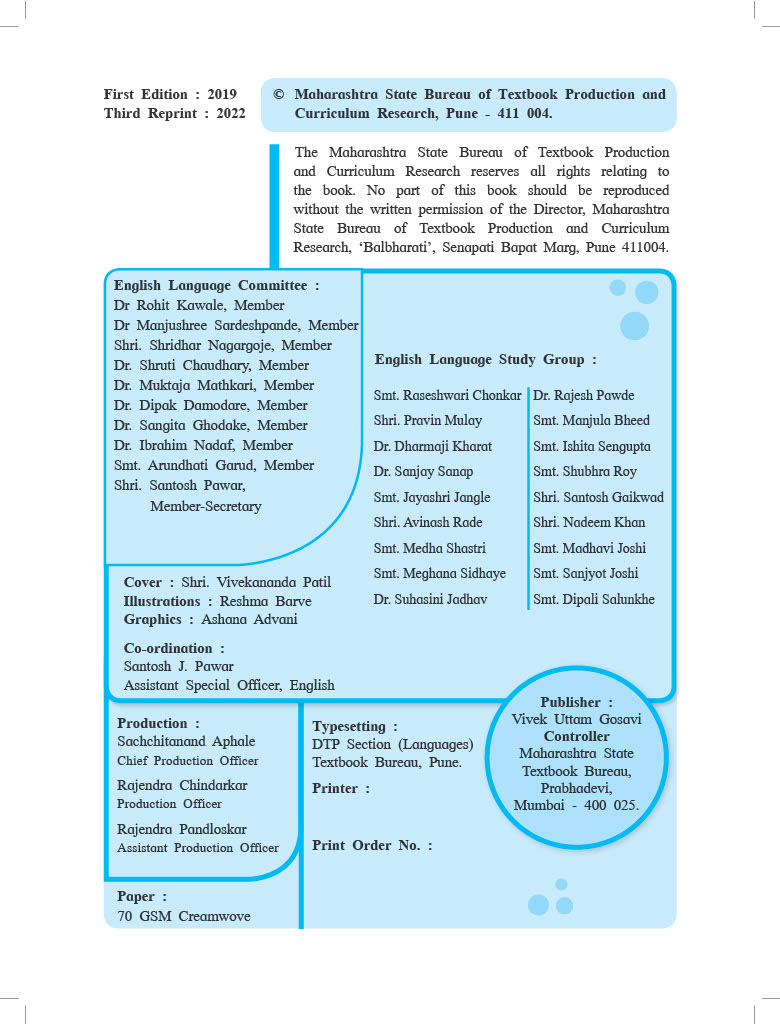 First Edition : 2019
Third Reprint : 2022
© Maharashtra State Bureau of Textbook Production and
Curriculum Research, Pune - 411 004.
The Maharashtra State Bureau of Textbook Production
and Curriculum Research reserves all rights relating to
the book. No part of this book should be reproduced
without the written permission of the Director, Maharashtra
State Bureau of Textbook Production and Curriculum
Research, ‘Balbharati’, Senapati Bapat Marg, Pune 411004.
English Language Committee :
Dr Rohit Kawale, Member
Dr Manjushree Sardeshpande, Member
Shri. Shridhar Nagargoje, Member
Dr. Shruti Chaudhary, Member
Dr. Muktaja Mathkari, Member
Dr. Dipak Damodare, Member
Dr. Sangita Ghodake, Member
Dr. Ibrahim Nadaf, Member
Smt. Arundhati Garud, Member
Shri. Santosh Pawar,
Member-Secretary
English Language Study Group :
Smt. Raseshwari Chonkar
Shri. Pravin Mulay
Dr. Dharmaji Kharat
Dr. Sanjay Sanap
Smt. Jayashri Jangle
Shri. Avinash Rade
Smt. Medha Shastri
Smt. Meghana Sidhaye
Dr. Suhasini Jadhav
Dr. Rajesh Pawde
Smt. Manjula Bheed
Smt. Ishita Sengupta
Smt. Shubhra Roy
Shri. Santosh Gaikwad
Shri. Nadeem Khan
Smt. Madhavi Joshi
Smt. Sanjyot Joshi
Smt. Dipali Salunkhe
Cover : Shri. Vivekananda Patil
Illustrations : Reshma Barve
Graphics : Ashana Advani
Co-ordination :
Santosh J. Pawar
Assistant Special Officer, English
Production :
Sachchitanand Aphale
Chief Production Officer
Rajendra Chindarkar
Production Officer
Rajendra Pandloskar
Assistant Production Officer
Paper :
70 GSM Creamwove
Typesetting :
DTP Section (Languages)
Textbook Bureau, Pune.
Printer :
Print Order No. :
Publisher :
Vivek Uttam Gosavi
Controller
Maharashtra State
Textbook Bureau,
Prabhadevi,
Mumbai - 400 025.